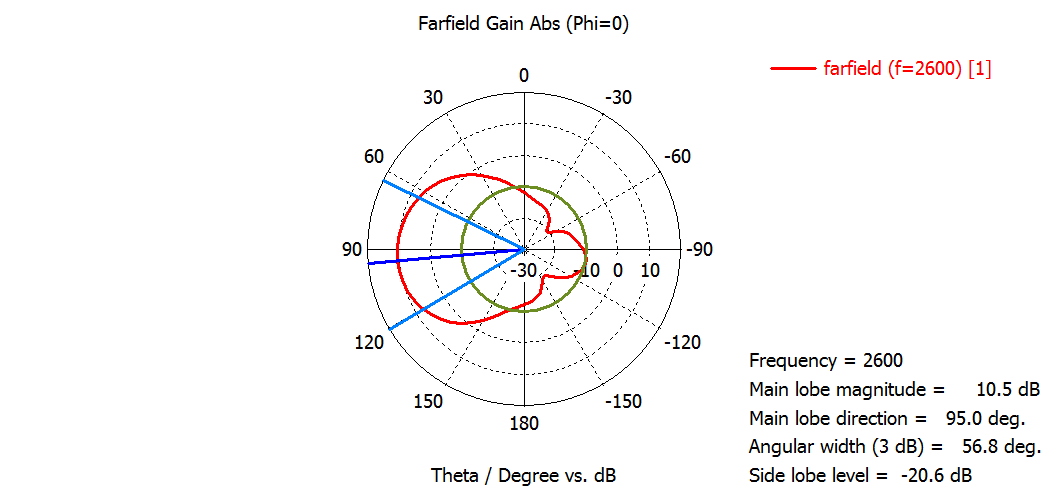 Farfield Gain Abs (Phi=0)
farfield (f=2600) [1]
0
30
-30
60
-60
90
-90
-30
-10
0
10
120
-120
150
-150
180
Frequency = 2600
Main lobe magnitude = 10.5 dB
Main lobe direction = 95.0 deg.
Angular width (3 dB) = 56.8 deg.
Side lobe level = -20.6 dB
Theta / Degree vs. dB